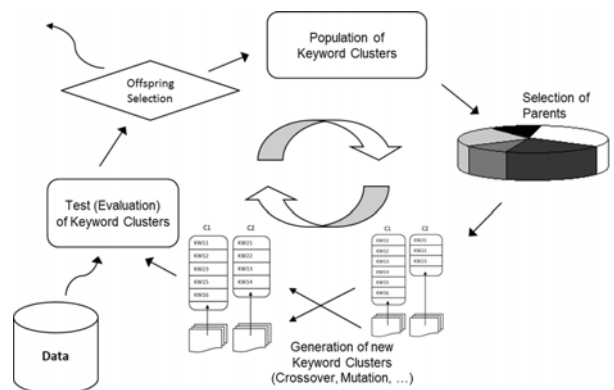 Population of
Keyword Clusters
Offspring
Selection
Selection of
Parents
Test (Evaluation)
of Keyword Clusters
C1
C2
KW11
KW21
KW12
KW22
KW23
KW13
KW15
KW14
KW16
C1
C2
KW11
KW21
KW12
KW22
KW13
KW23
KW14
KW15
KW16
Data
Generation of new
Keyword Clusters
(Crossover, Mutation, ...)